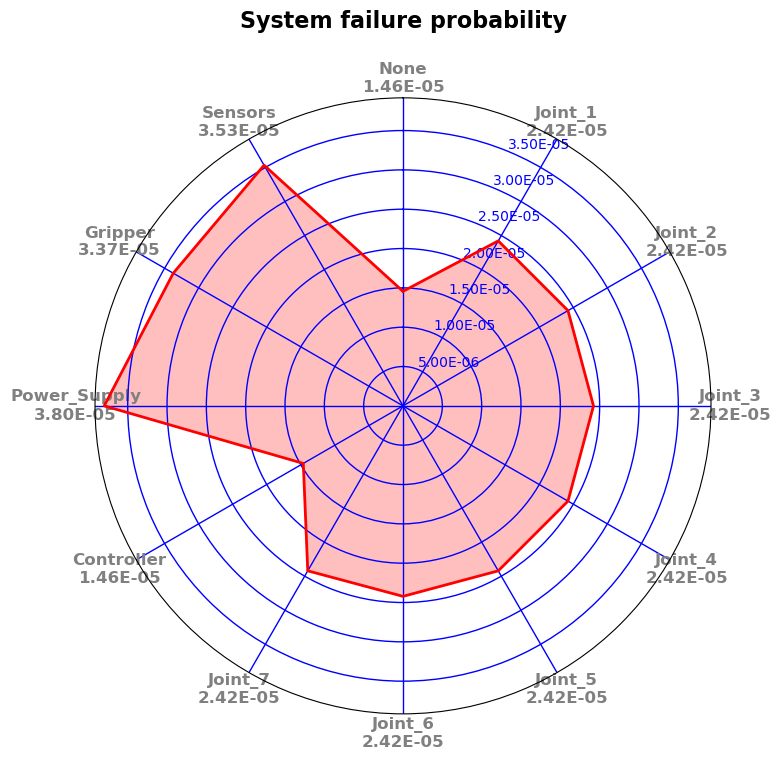 System failure probability
None
1.46E-05
Joint_1
2.42E-05
Joint_2
2.42E-05
Joint_3
2.42E-05
Joint_4
2.42E-05
Joint_5
2.42E-05
Joint_6
2.42E-05
Joint_7
2.42E-05
Controller
1.46E-05
Power_Supply
3.80E-05
Gripper
3.37E-05
Sensors
3.53E-05
3.50E-05
3.00E-05
2.50E-05
2.00E-05
1.50E-05
1.00E-05
5.00E-06